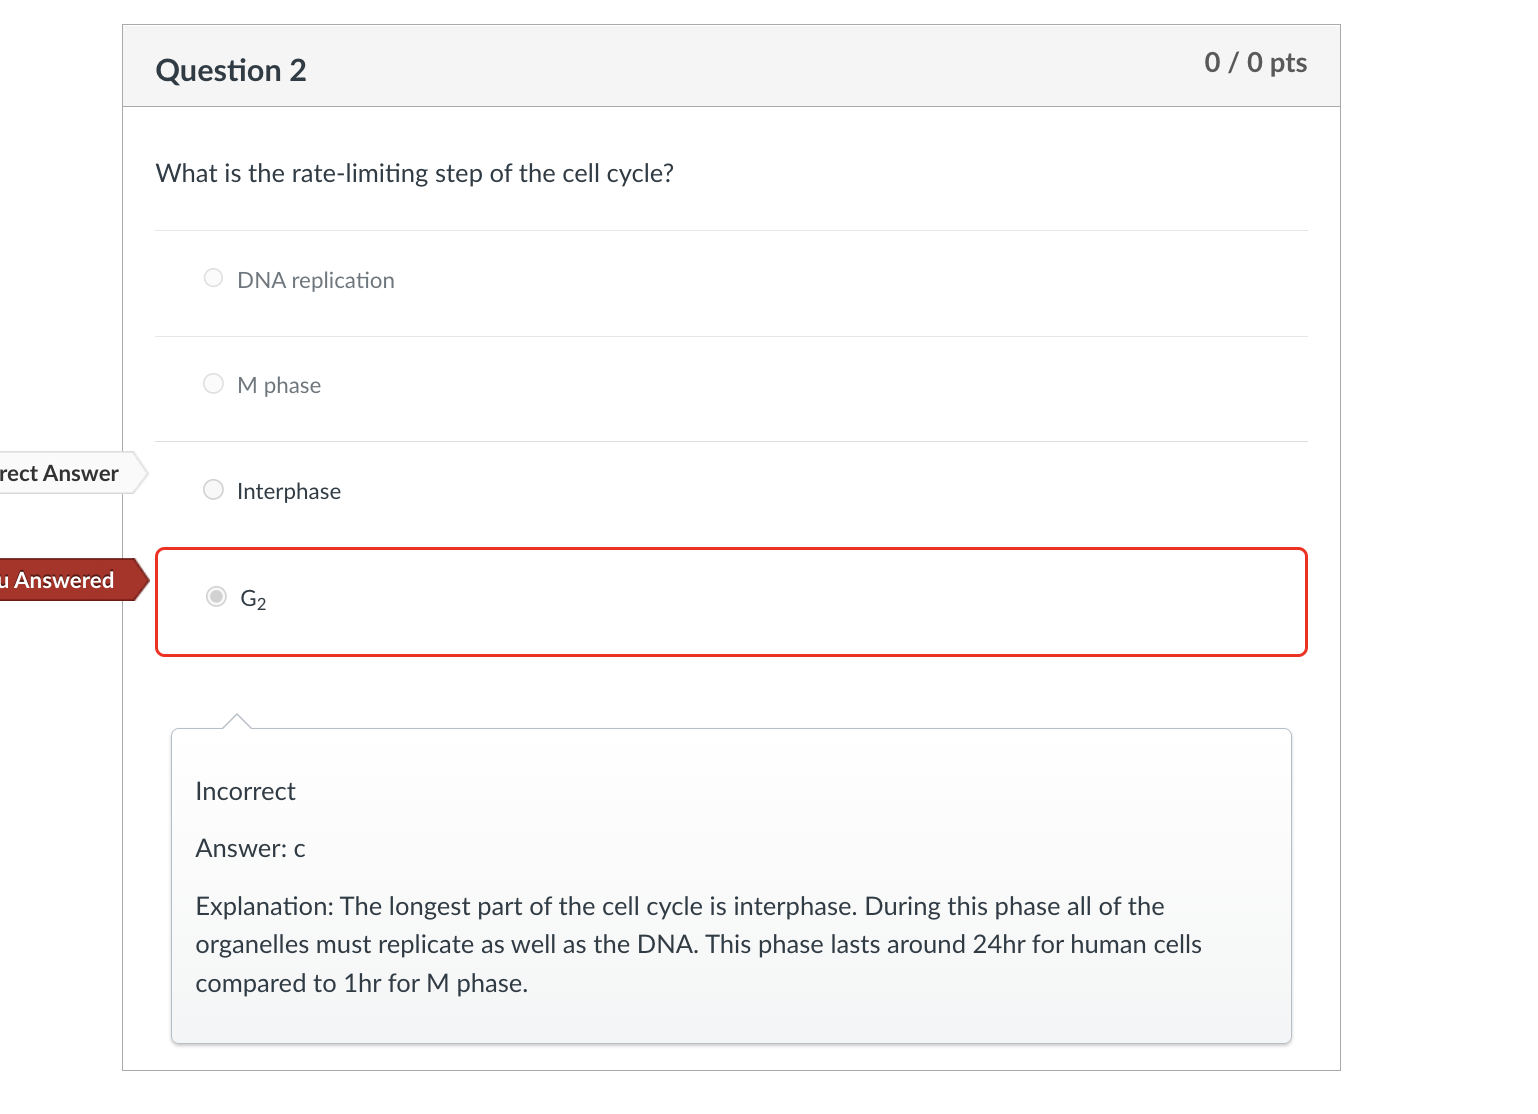 Question 2
0 / 0 pts
What is the rate-limiting step of the cell cycle?
DNA replication
M phase
rect Answer
Interphase
u Answered
G2
Incorrect
Answer: c
Explanation: The longest part of the cell cycle is interphase. During this phase all of the
organelles must replicate as well as the DNA. This phase lasts around 24hr for human cells
compared to 1hr for M phase.